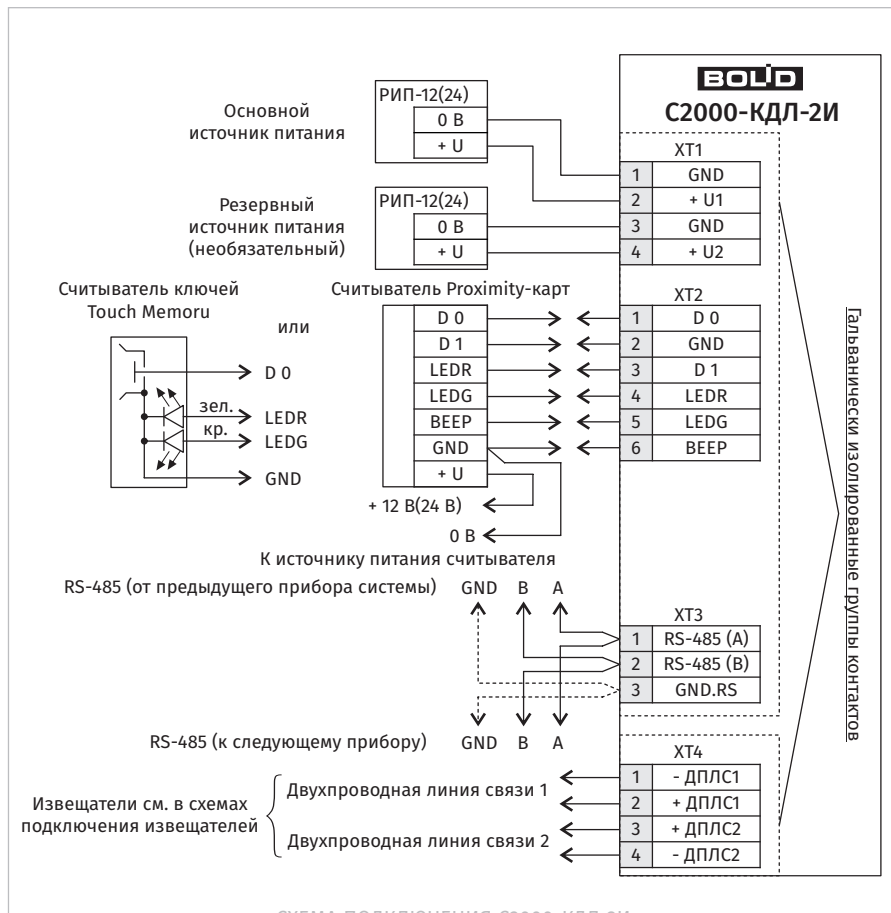 BOLID
С2000-КДЛ-2И
РИП-12(24)
Основной
источник питания
0 В
+ U
РИП-12(24)
Резервный
источник питания
(необязательный)
0 В
+ U
XT1
1 GND
2 + U1
3 GND
4 + U2
Считыватель ключей
Touch Memoru
или
D 0
зел.
LEDR
кр.
LEDG
GND
Считыватель Proximity-карт
D 0
D 1
LEDR
LEDG
BEEP
GND
+ U
+ 12 В(24 В)
0 В
К источнику питания считывателя
XT2
1 D 0
2 GND
3 D 1
4 LEDR
5 LEDG
6 BEEP
Гальванически изолированные группы контактов
RS-485 (от предыдущего прибора системы) GND B A
XT3
1 RS-485 (A)
2 RS-485 (B)
3 GND.RS
RS-485 (к следующему прибору) GND B A
XT4
1 - ДПЛС1
2 + ДПЛС1
3 + ДПЛС2
4 - ДПЛС2
Извещатели см. в схемах
подключения извещателей
Двухпроводная линия связи 1
Двухпроводная линия связи 2
СХЕМА ПОДКЛЮЧЕНИЯ С2000-КДЛ-2И